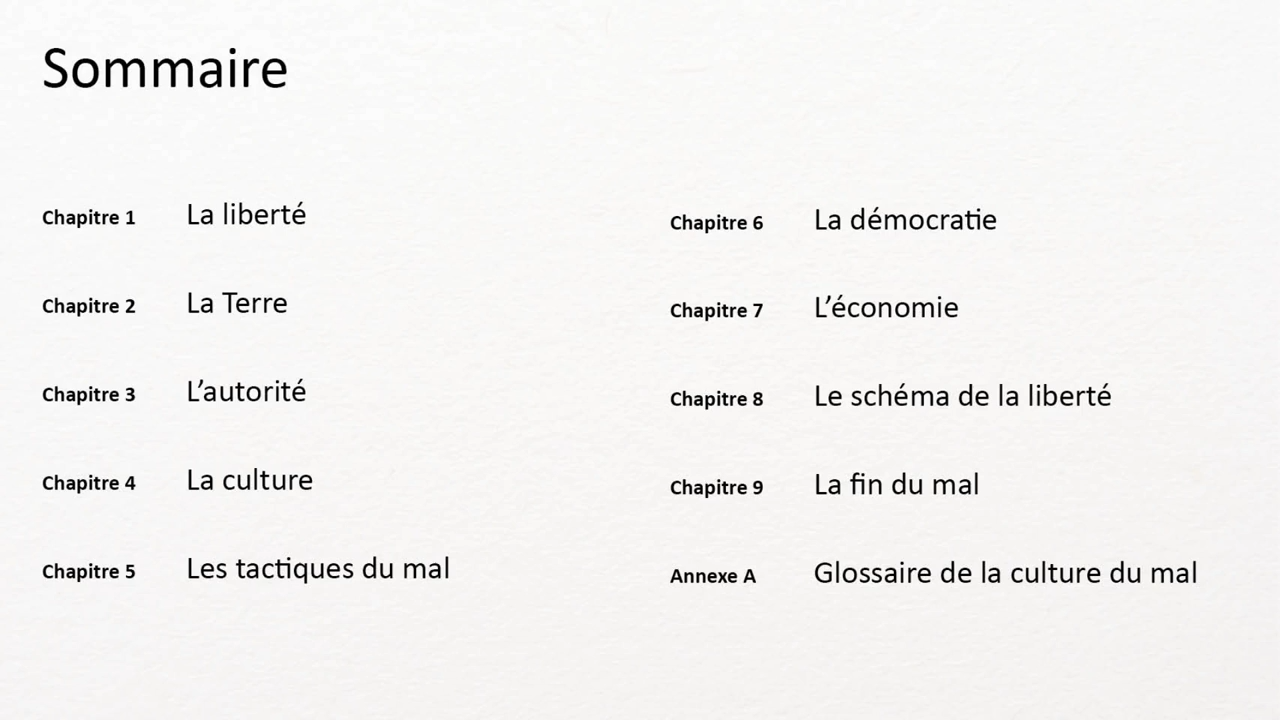 Sommaire
Chapitre 1 La liberté
Chapitre 2 La Terre
Chapitre 3 L’autorité
Chapitre 4 La culture
Chapitre 5 Les tactiques du mal
Chapitre 6 La démocratie
Chapitre 7 L’économie
Chapitre 8 Le schéma de la liberté
Chapitre 9 La fin du mal
Annexe A Glossaire de la culture du mal